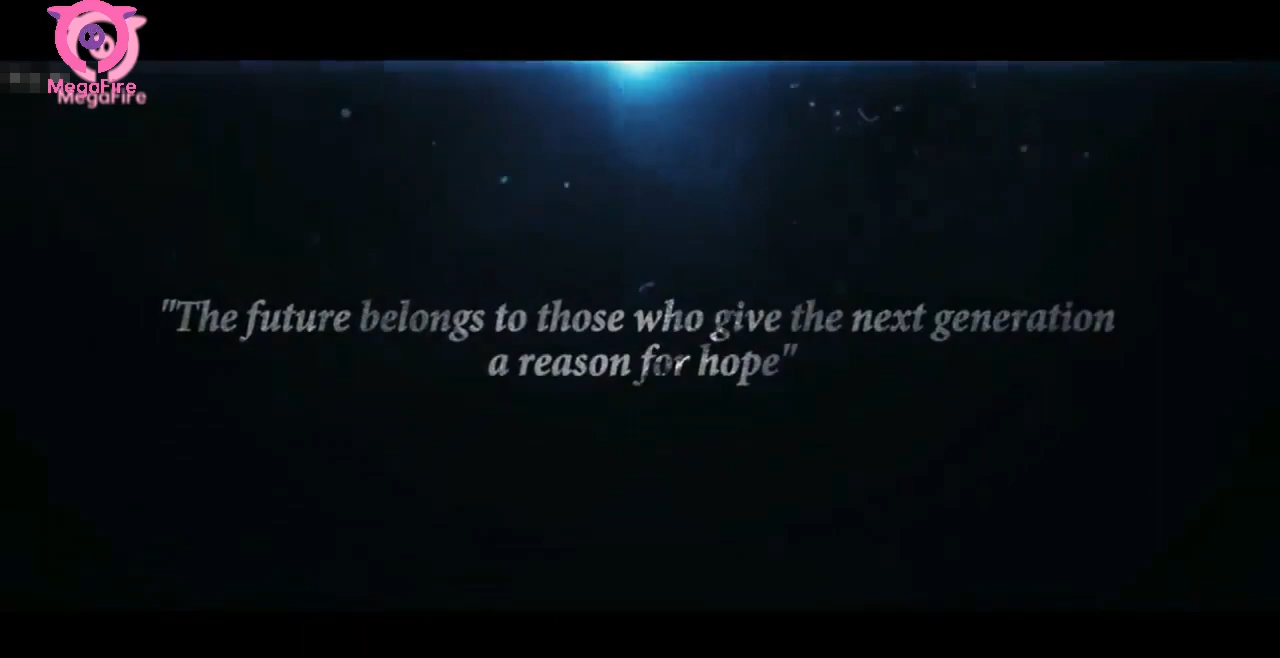 MegaFire
MegaFire
"The future belongs to those who give the next generation
a reason for hope"